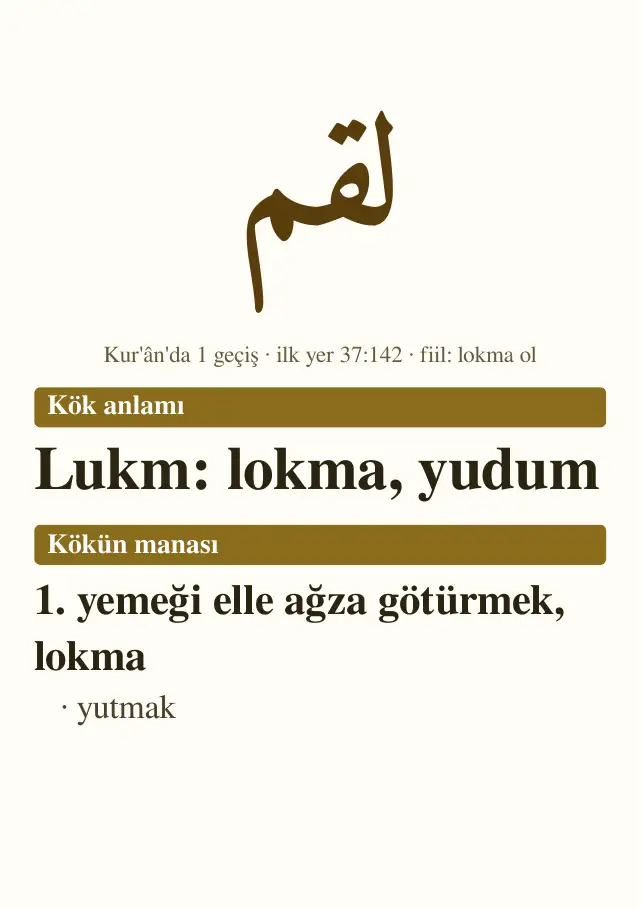 لقم
Kur'ân'da 1 geçiş · ilk yer 37:142 · fiil: lokma ol
Kök anlamı
Lukm: lokma, yudum
Kökün manası
1. yemeği elle ağza götürmek,
lokma
· yutmak